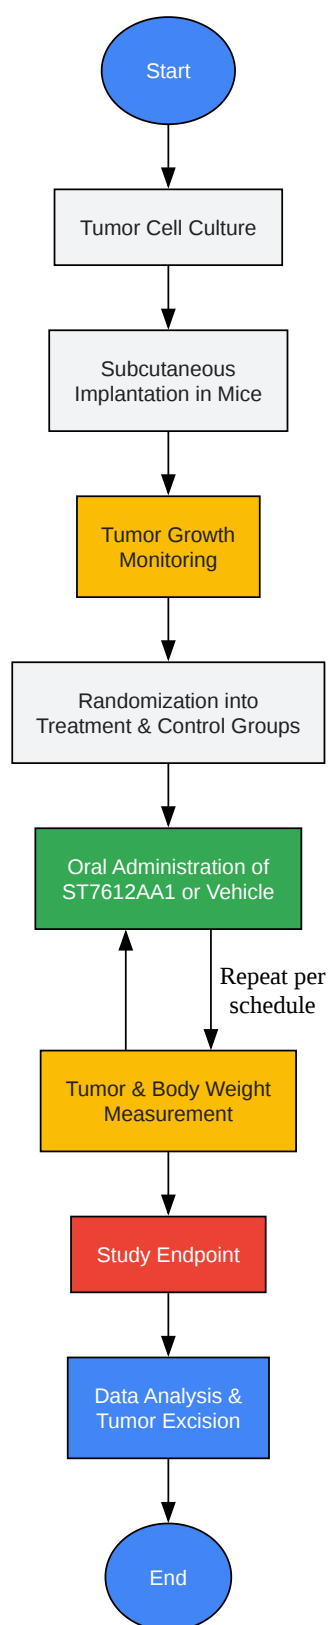 Start
Tumor Cell Culture
Subcutaneous
Implantation in Mice
Tumor Growth
Monitoring
Randomization into
Treatment & Control Groups
Oral Administration of
ST7612AA1 or Vehicle
Repeat per
schedule
Tumor & Body Weight
Measurement
Study Endpoint
Data Analysis &
Tumor Excision
End